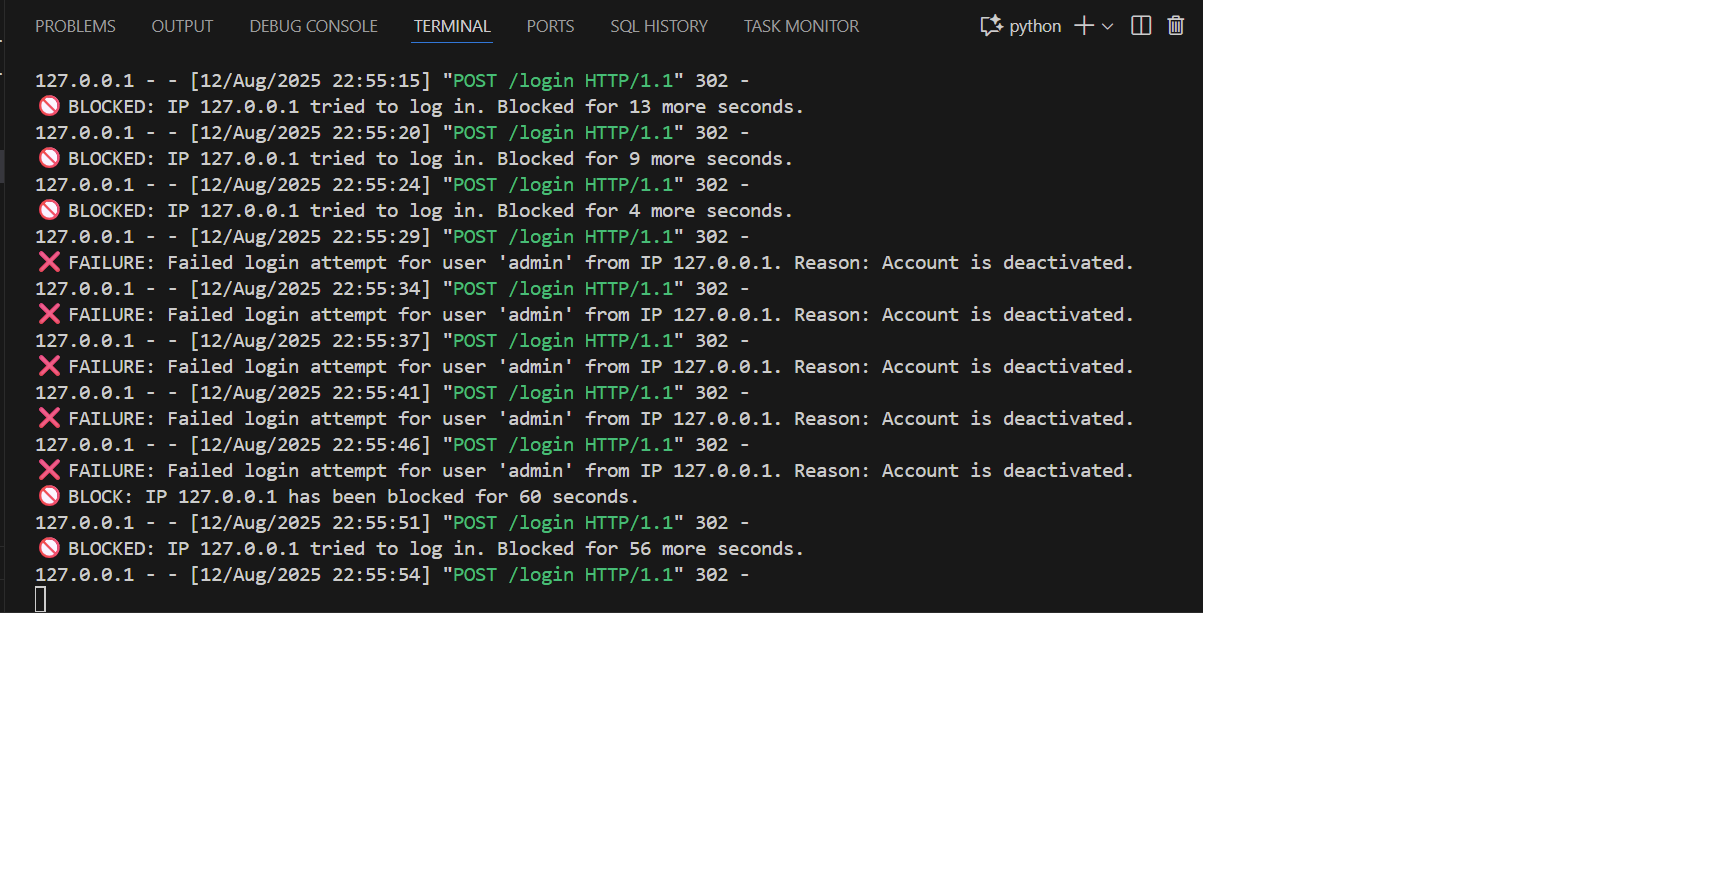 PROBLEMS OUTPUT DEBUG CONSOLE TERMINAL PORTS SQL HISTORY TASK MONITOR python
127.0.0.1 - - [12/Aug/2025 22:55:15] "POST /login HTTP/1.1" 302 -
🚫 BLOCKED: IP 127.0.0.1 tried to log in. Blocked for 13 more seconds.
127.0.0.1 - - [12/Aug/2025 22:55:20] "POST /login HTTP/1.1" 302 -
🚫 BLOCKED: IP 127.0.0.1 tried to log in. Blocked for 9 more seconds.
127.0.0.1 - - [12/Aug/2025 22:55:24] "POST /login HTTP/1.1" 302 -
🚫 BLOCKED: IP 127.0.0.1 tried to log in. Blocked for 4 more seconds.
127.0.0.1 - - [12/Aug/2025 22:55:29] "POST /login HTTP/1.1" 302 -
❌ FAILURE: Failed login attempt for user 'admin' from IP 127.0.0.1. Reason: Account is deactivated.
127.0.0.1 - - [12/Aug/2025 22:55:34] "POST /login HTTP/1.1" 302 -
❌ FAILURE: Failed login attempt for user 'admin' from IP 127.0.0.1. Reason: Account is deactivated.
127.0.0.1 - - [12/Aug/2025 22:55:37] "POST /login HTTP/1.1" 302 -
❌ FAILURE: Failed login attempt for user 'admin' from IP 127.0.0.1. Reason: Account is deactivated.
127.0.0.1 - - [12/Aug/2025 22:55:41] "POST /login HTTP/1.1" 302 -
❌ FAILURE: Failed login attempt for user 'admin' from IP 127.0.0.1. Reason: Account is deactivated.
127.0.0.1 - - [12/Aug/2025 22:55:46] "POST /login HTTP/1.1" 302 -
❌ FAILURE: Failed login attempt for user 'admin' from IP 127.0.0.1. Reason: Account is deactivated.
🚫 BLOCK: IP 127.0.0.1 has been blocked for 60 seconds.
127.0.0.1 - - [12/Aug/2025 22:55:51] "POST /login HTTP/1.1" 302 -
🚫 BLOCKED: IP 127.0.0.1 tried to log in. Blocked for 56 more seconds.
127.0.0.1 - - [12/Aug/2025 22:55:54] "POST /login HTTP/1.1" 302 -